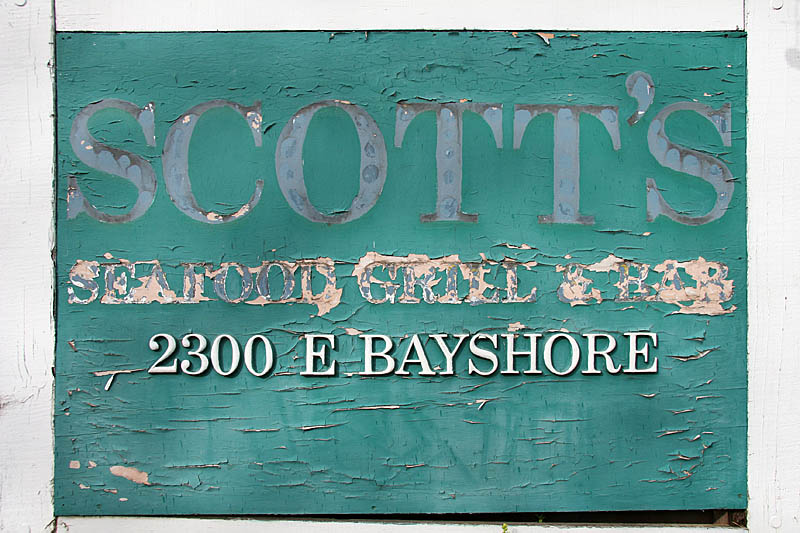 SCOTT'S
SEAFOOD GRILL & BAR
2300 E BAYSHORE